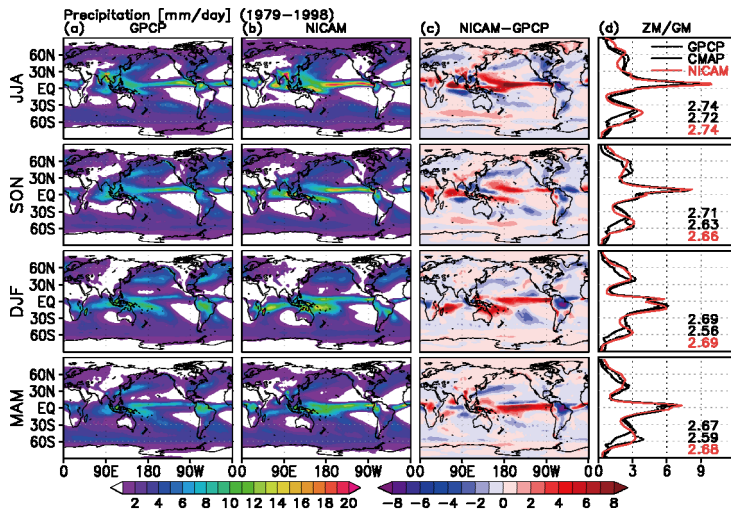 Precipitation [mm/day] (1979-1998)
(a) GPCP (b) NICAM (c) NICAM-GPCP (d) ZM/GM
JJA
60N
30N
EQ
30S
60S
GPCP
CMAP
NICAM
2.74
2.72
2.74
SON
60N
30N
EQ
30S
60S
2.71
2.63
2.66
DJF
60N
30N
EQ
30S
60S
2.69
2.56
2.69
MAM
60N
30N
EQ
30S
60S
2.67
2.59
2.68
0 90E 180 90W 0 0 90E 180 90W 0 0 90E 180 90W 0 0 3 6 9
2 4 6 8 10 12 14 16 18 20
-8 -6 -4 -2 0 2 4 6 8